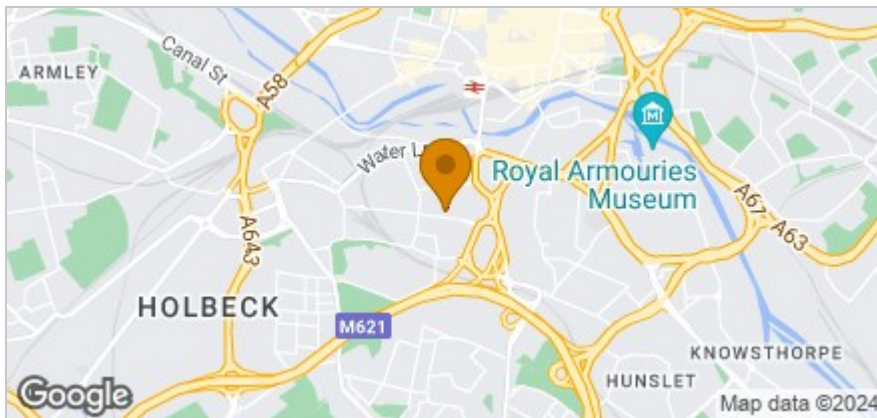 ARMLEY
Canal St
A58
Water L
Royal Armouries
Museum
A643
A67-A63
HOLBECK
M621
KNOWSTHORPE
HUNSLET
Google
Map data ©2024